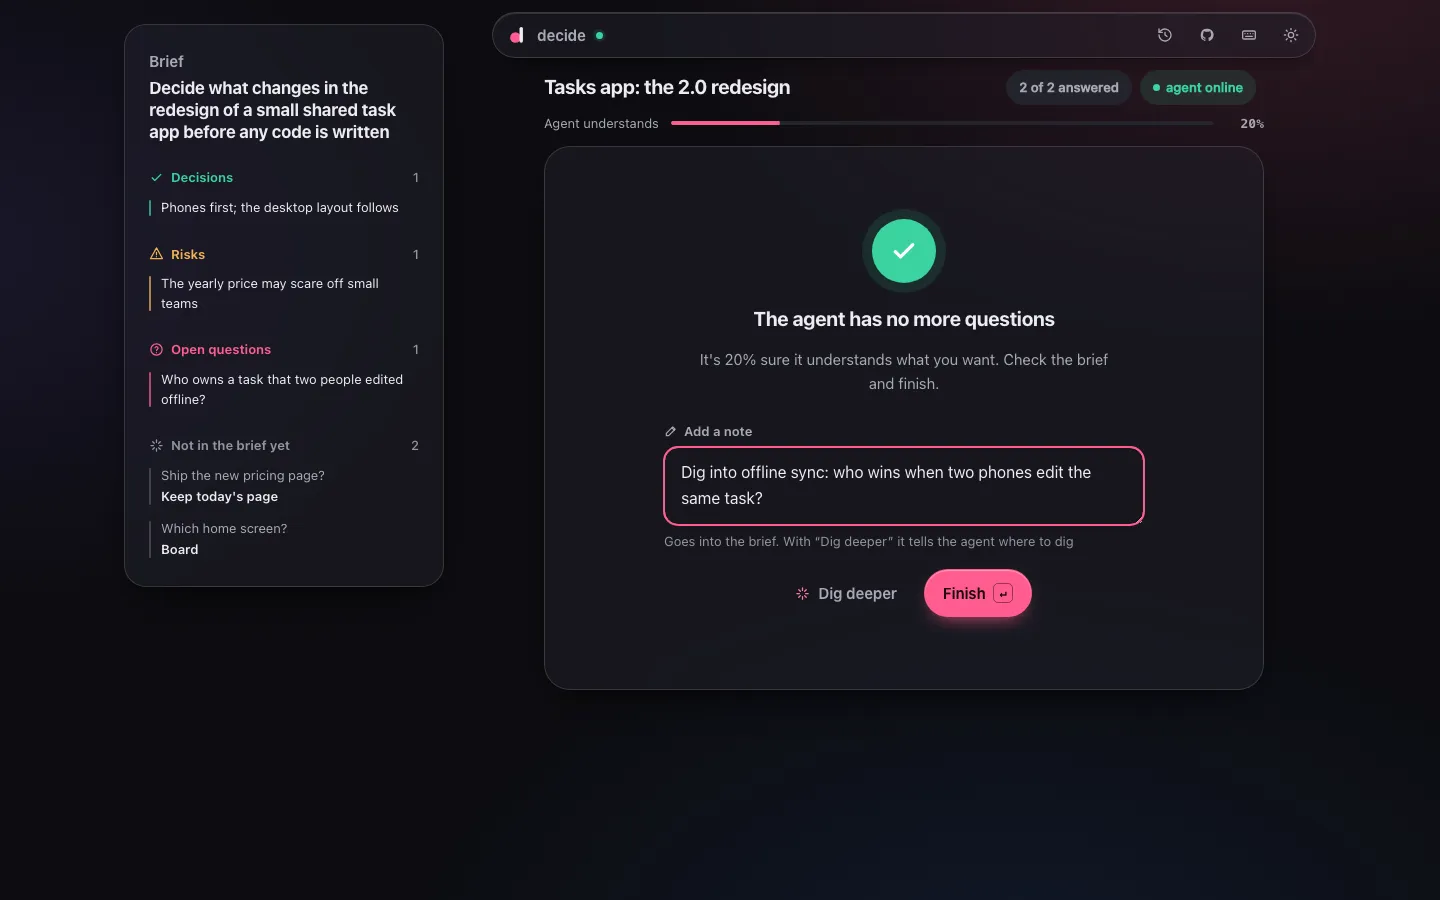 Brief
Decide what changes in the
redesign of a small shared task
app before any code is written
Decisions 1
Phones first; the desktop layout follows
Risks 1
The yearly price may scare off small
teams
Open questions 1
Who owns a task that two people edited
offline?
Not in the brief yet 2
Ship the new pricing page?
Keep today's page
Which home screen?
Board
decide
Tasks app: the 2.0 redesign
2 of 2 answered
agent online
Agent understands 20%
The agent has no more questions
It's 20% sure it understands what you want. Check the brief
and finish.
Add a note
Dig into offline sync: who wins when two phones edit the
same task?
Goes into the brief. With “Dig deeper” it tells the agent where to dig
Dig deeper
Finish ↵